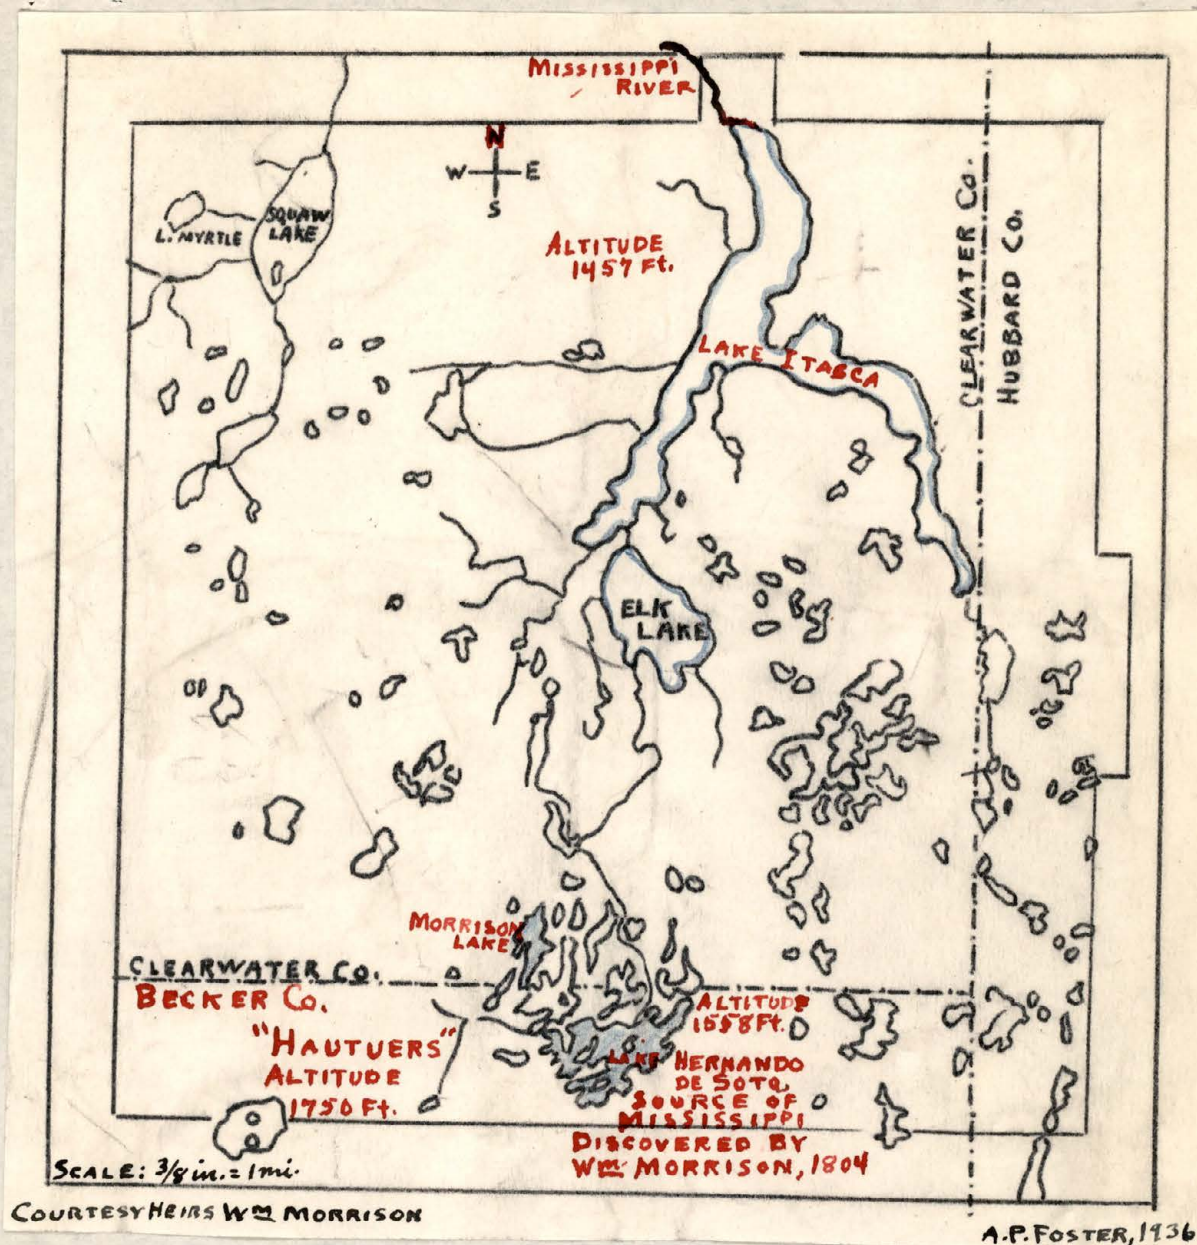 MISSISSIPPI
RIVER
N
W E
S
L. MYRTLE
SQUAW
LAKE
ALTITUDE
1457 Ft.
CLEARWATER CO.
HUBBARD CO.
LAKE ITASCA
ELK
LAKE
MORRISON
LAKE
CLEARWATER CO.
BECKER CO.
"HAUTUERS"
ALTITUDE
1750 Ft.
ALTITUDE
1558 Ft.
LAKE HERNANDO
DE SOTO
SOURCE OF
MISSISSIPPI
DISCOVERED BY
Wm. MORRISON, 1804
SCALE: 3/8 in. = 1 mi.
COURTESY HEIRS Wm MORRISON
A.P. FOSTER, 1936